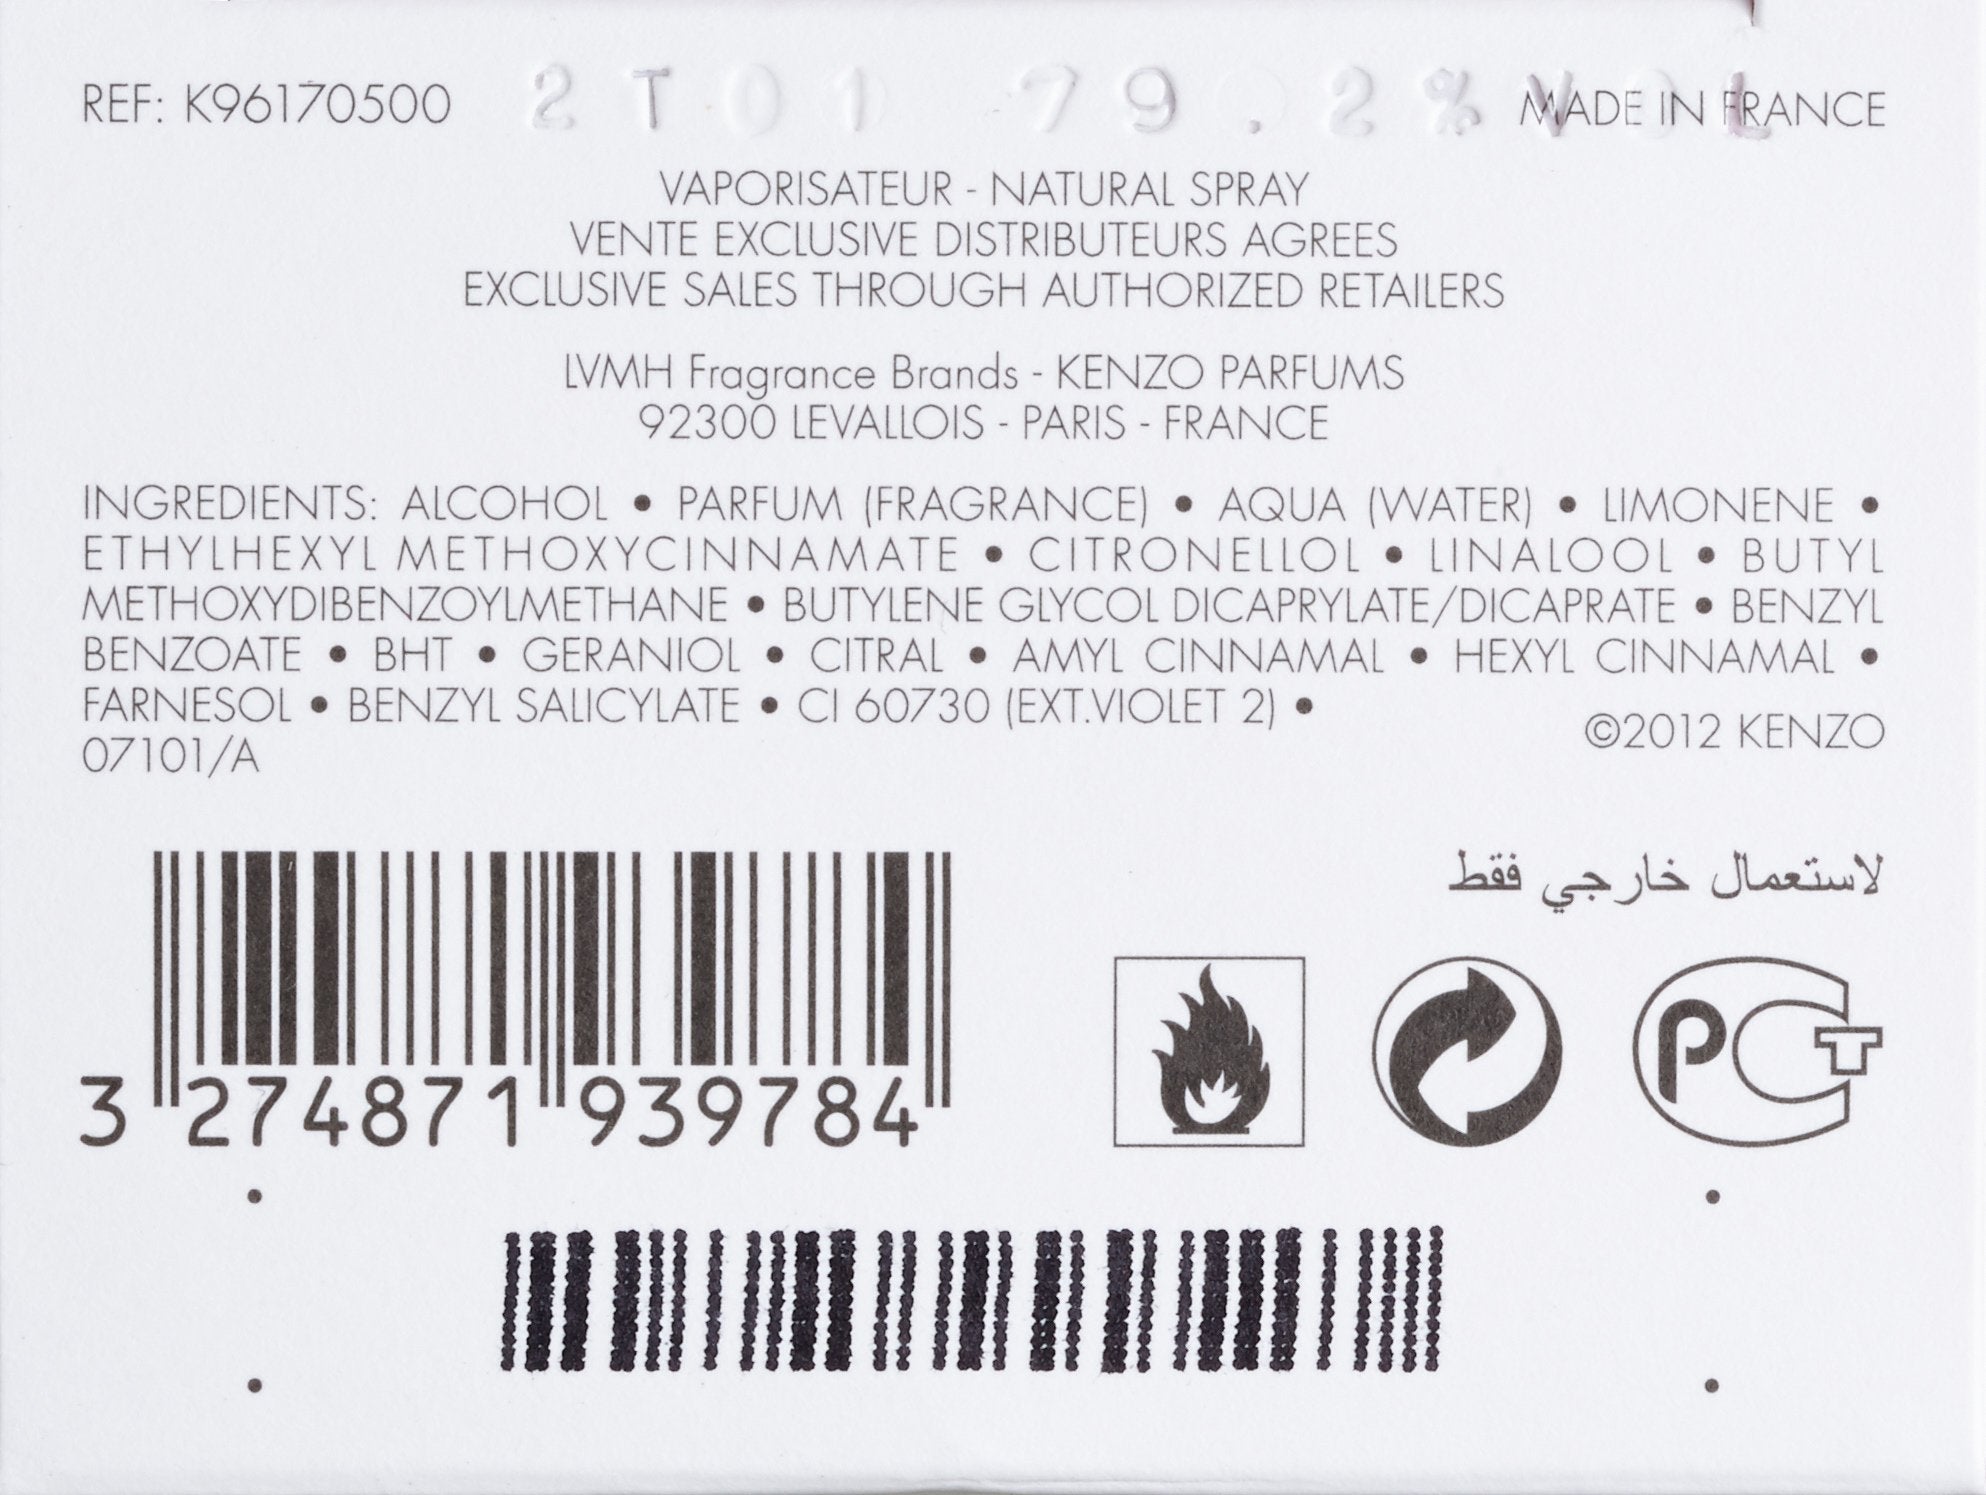 REF: K96170500 2T01 79.2%VOL MADE IN FRANCE
VAPORISATEUR - NATURAL SPRAY
VENTE EXCLUSIVE DISTRIBUTEURS AGREES
EXCLUSIVE SALES THROUGH AUTHORIZED RETAILERS
LVMH Fragrance Brands - KENZO PARFUMS
92300 LEVALLOIS - PARIS - FRANCE
INGREDIENTS: ALCOHOL • PARFUM (FRAGRANCE) • AQUA (WATER) • LIMONENE •
ETHYLHEXYL METHOXYCINNAMATE • CITRONELLOL • LINALOOL • BUTYL
METHOXYDIBENZOYLMETHANE • BUTYLENE GLYCOL DICAPRYLATE/DICAPRATE • BENZYL
BENZOATE • BHT • GERANIOL • CITRAL • AMYL CINNAMAL • HEXYL CINNAMAL •
FARNESOL • BENZYL SALICYLATE • CI 60730 (EXT.VIOLET 2) •
07101/A
©2012 KENZO
لاستعمال خارجي فقط
3 274871 939784
PCT